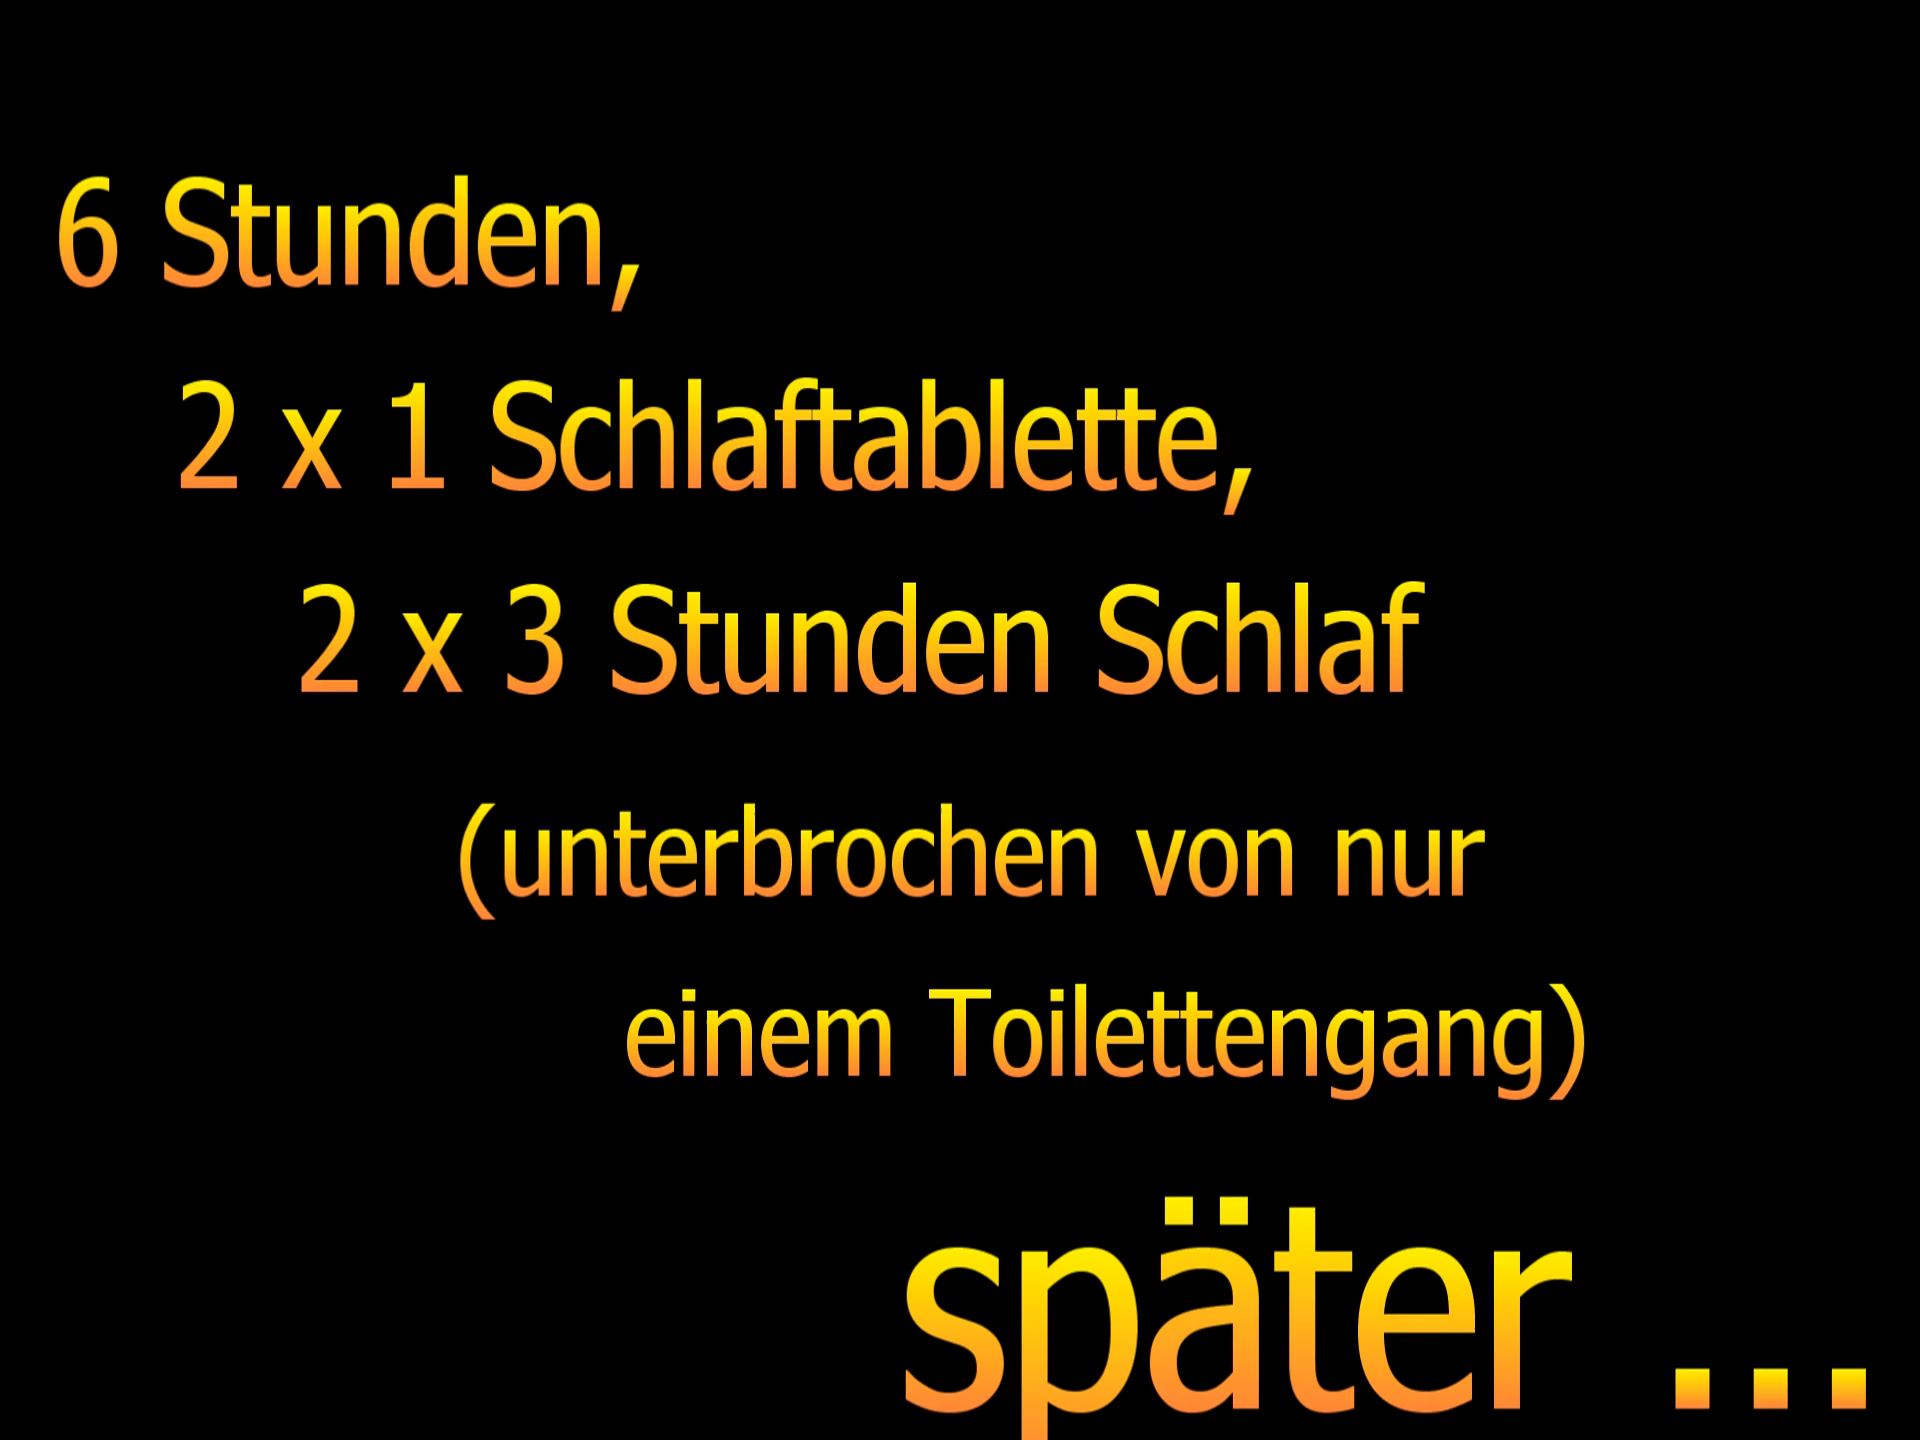 6 Stunden,
2 x 1 Schlaftablette,
2 x 3 Stunden Schlaf
(unterbrochen von nur
einem Toilettengang)
später ...